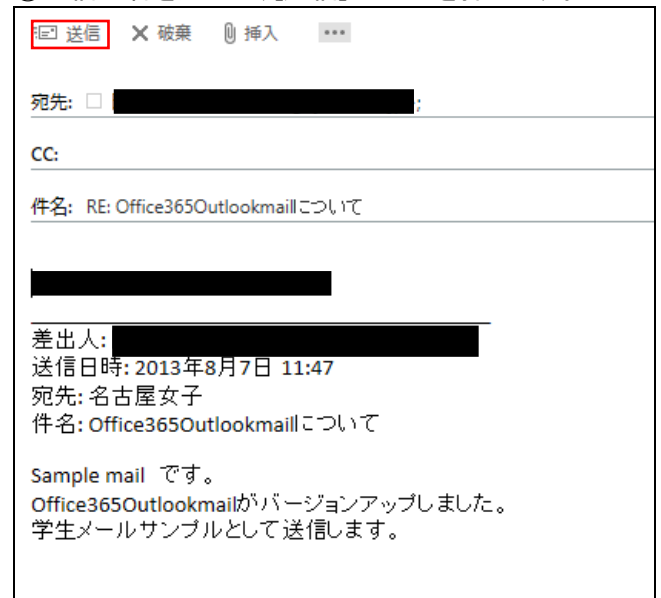 送信 破棄 挿入 •••
宛先: ;
CC:
件名: RE: Office365Outlookmailについて
差出人:
送信日時: 2013年8月7日 11:47
宛先: 名古屋女子
件名: Office365Outlookmailについて
Sample mail です。
Office365Outlookmailがバージョンアップしました。
学生メールサンプルとして送信します。